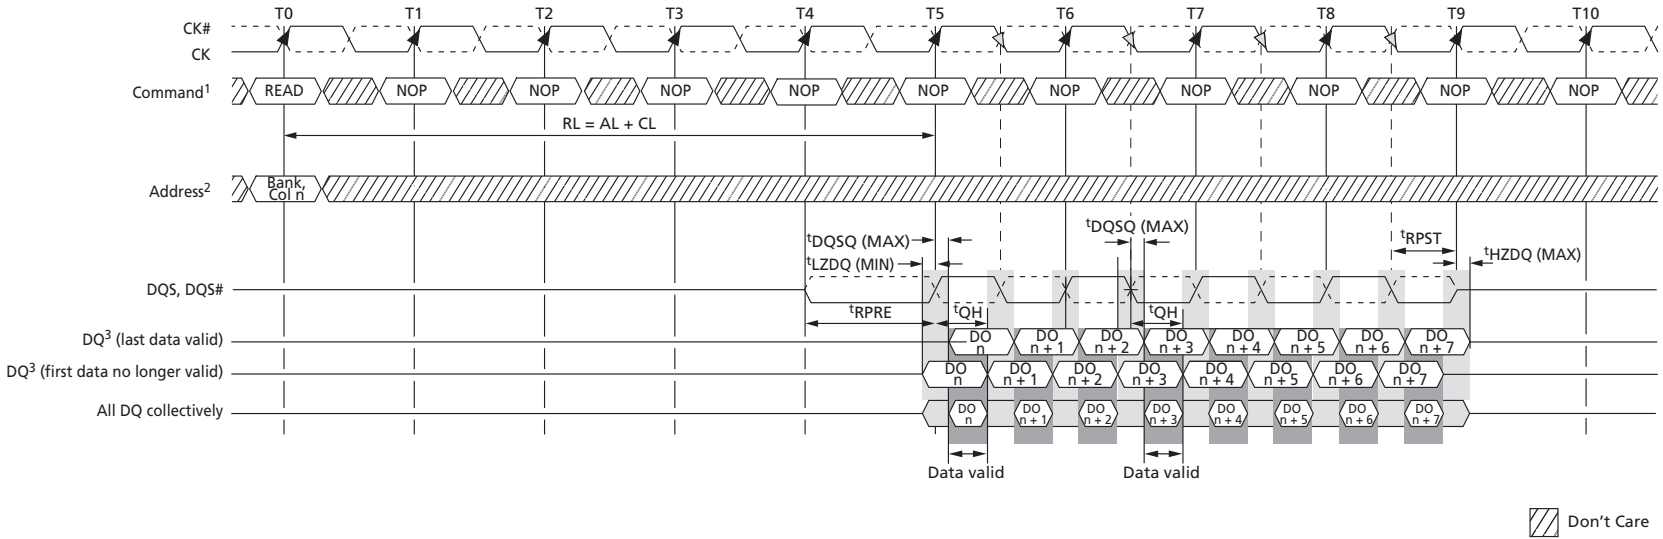 T0 T1 T2 T3 T4 T5 T6 T7 T8 T9 T10
CK#
CK
Command1 READ NOP NOP NOP NOP NOP NOP NOP NOP NOP NOP
RL = AL + CL
Address2 Bank,
Col n
tDQSQ (MAX) tDQSQ (MAX) tRPST
tLZDQ (MIN) tHZDQ (MAX)
DQS, DQS#
tRPRE tQH tQH
DQ3 (last data valid) DO
n DO
n + 1 DO
n + 2 DO
n + 3 DO
n + 4 DO
n + 5 DO
n + 6 DO
n + 7
DQ3 (first data no longer valid) DO
n DO
n + 1 DO
n + 2 DO
n + 3 DO
n + 4 DO
n + 5 DO
n + 6 DO
n + 7
All DQ collectively DO
n DO
n + 1 DO
n + 2 DO
n + 3 DO
n + 4 DO
n + 5 DO
n + 6 DO
n + 7
Data valid Data valid
Don't Care